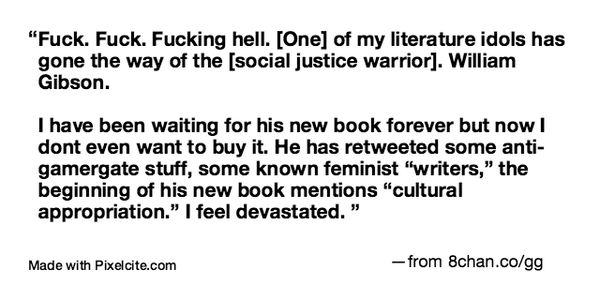 “Fuck. Fuck. Fucking hell. [One] of my literature idols has
gone the way of the [social justice warrior]. William
Gibson.
I have been waiting for his new book forever but now I
dont even want to buy it. He has retweeted some anti-
gamergate stuff, some known feminist “writers,” the
beginning of his new book mentions “cultural
appropriation.” I feel devastated. ”
Made with Pixelcite.com
—from 8chan.co/gg